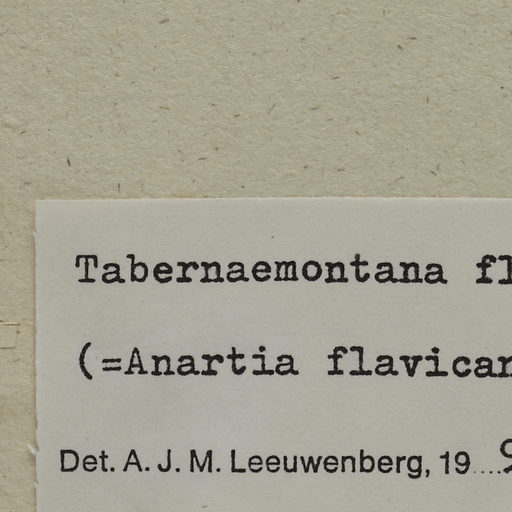 Tabernaemontana fl
(=Anartia flavican
Det. A. J. M. Leeuwenberg, 19....9